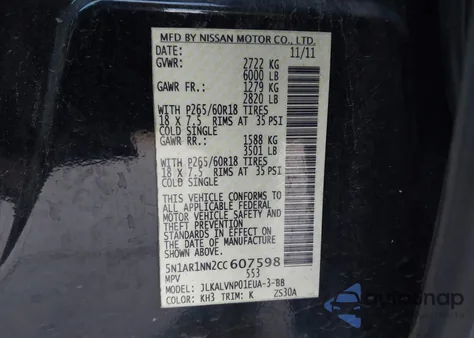 MFD BY NISSAN MOTOR CO., LTD.
DATE: 11/11
GVWR: 2722 KG
6000 LB
GAWR FR.: 1279 KG
2820 LB
WITH P265/60R18 TIRES
18 X 7.5 RIMS AT 35 PSI
COLD SINGLE
GAWR RR.: 1588 KG
3501 LB
WITH P265/60R18 TIRES
18 X 7.5 RIMS AT 35 PSI
COLD SINGLE
THIS VEHICLE CONFORMS TO
ALL APPLICABLE FEDERAL
MOTOR VEHICLE SAFETY AND
THEFT PREVENTION
STANDARDS IN EFFECT ON
THE DATE OF MANUFACTURE
SHOWN ABOVE.
5N1AR1NN2CC607598
MPV 553
MODEL: JLKALVNP01EUA-3-BB
COLOR: KH3 TRIM: K ZS30A
AutoSnap